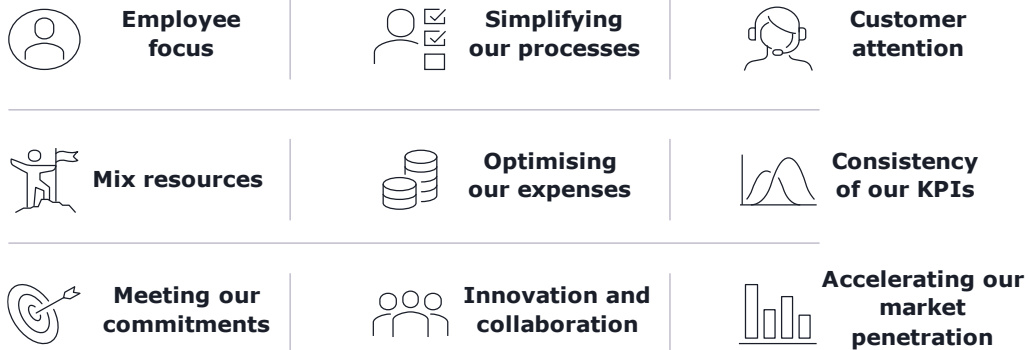 Employee
focus
Simplifying
our processes
Customer
attention
Mix resources
Optimising
our expenses
Consistency
of our KPIs
Meeting our
commitments
Innovation and
collaboration
Accelerating our
market
penetration